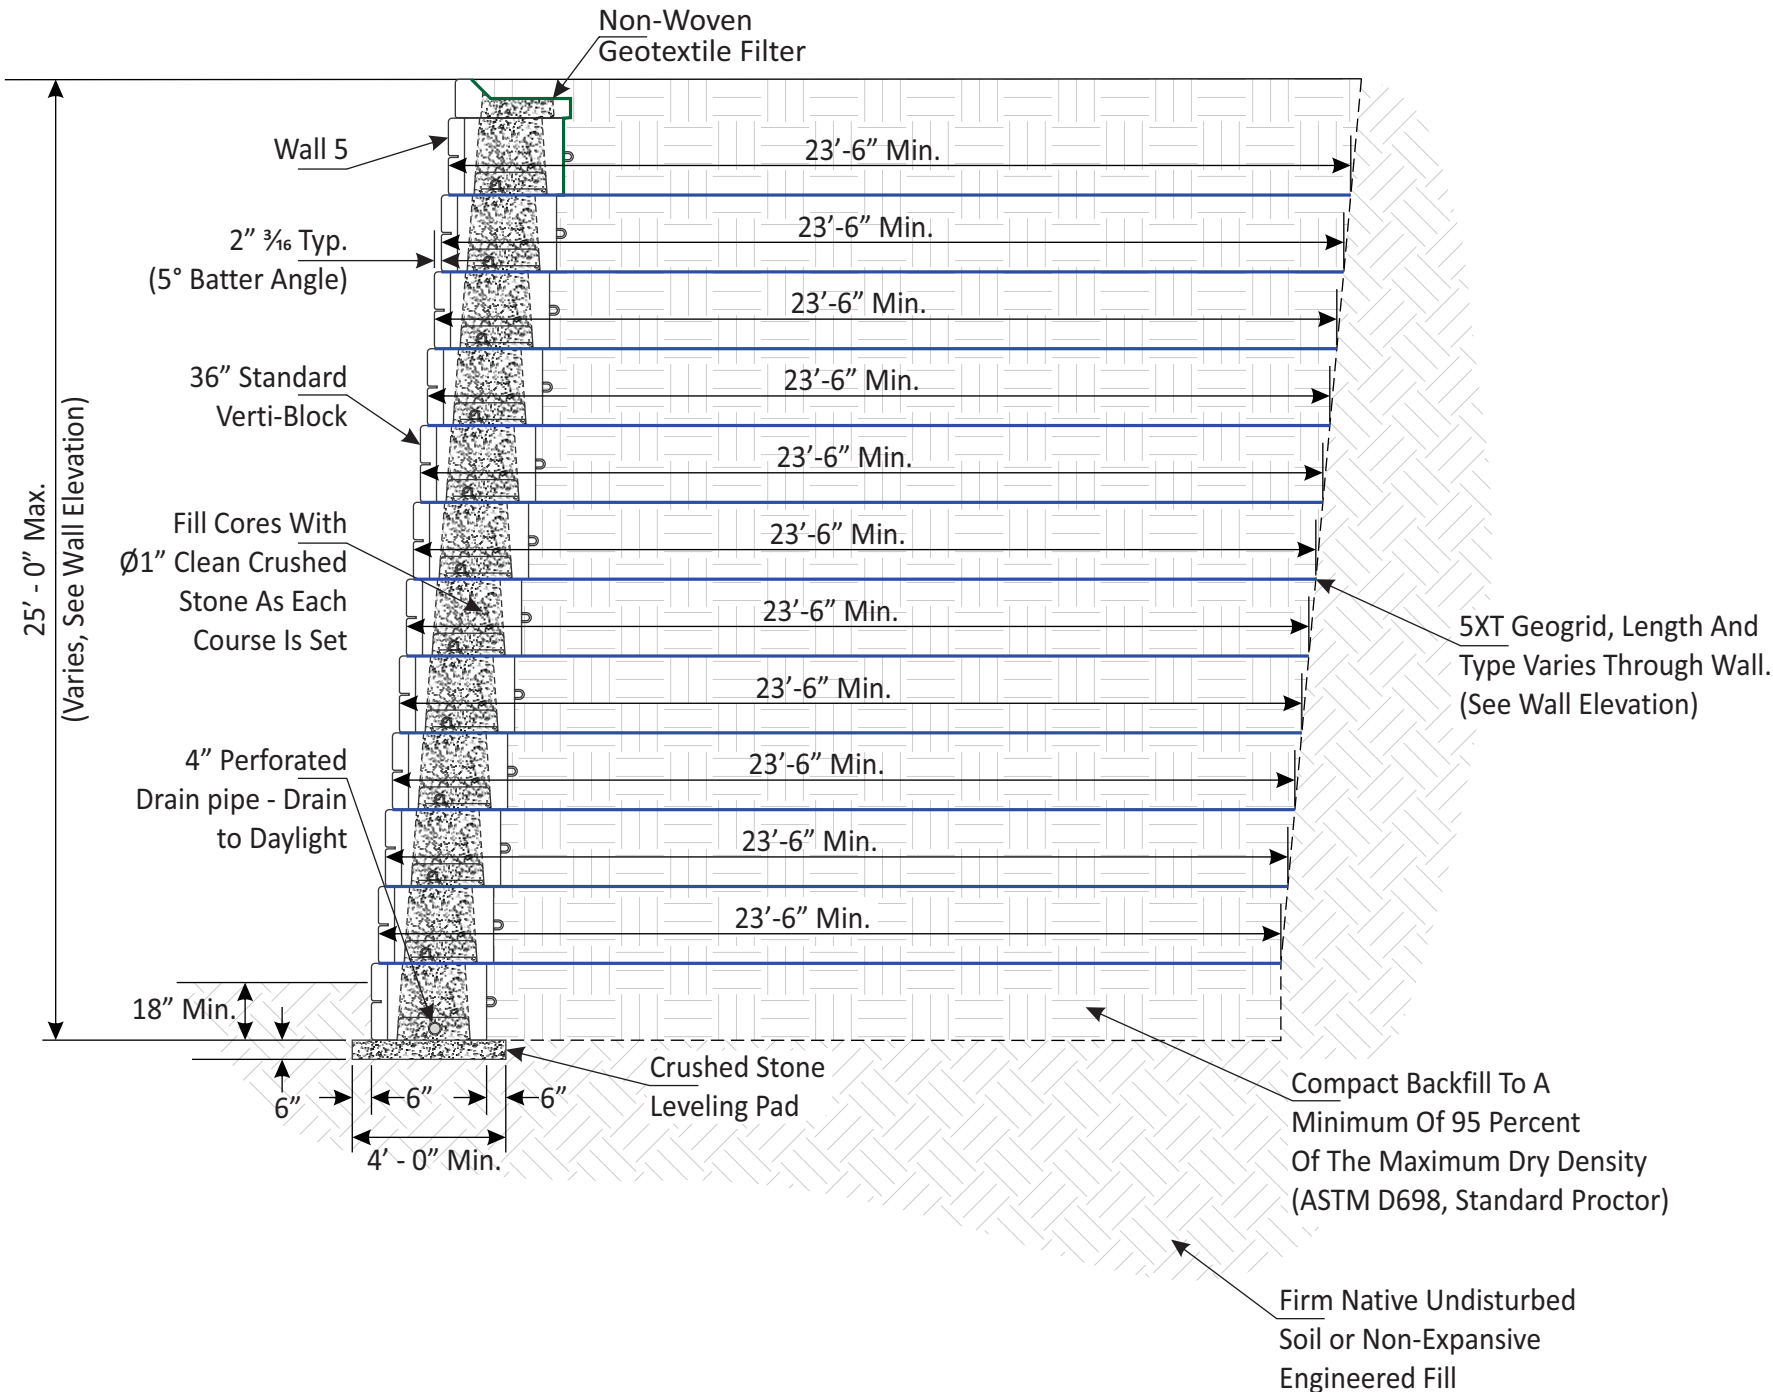 Non-Woven
Geotextile Filter
Wall 5
23’-6” Min.
2” 3⁄16 Typ.
(5° Batter Angle)
23’-6” Min.
23’-6” Min.
36” Standard
Verti-Block
23’-6” Min.
23’-6” Min.
25’ - 0” Max.
(Varies, See Wall Elevation)
Fill Cores With
Ø1” Clean Crushed
Stone As Each
Course Is Set
23’-6” Min.
23’-6” Min.
5XT Geogrid, Length And
Type Varies Through Wall.
(See Wall Elevation)
23’-6” Min.
4” Perforated
Drain pipe - Drain
to Daylight
23’-6” Min.
23’-6” Min.
23’-6” Min.
18” Min.
6”
6”
6”
4’ - 0” Min.
Crushed Stone
Leveling Pad
Compact Backfill To A
Minimum Of 95 Percent
Of The Maximum Dry Density
(ASTM D698, Standard Proctor)
Firm Native Undisturbed
Soil or Non-Expansive
Engineered Fill